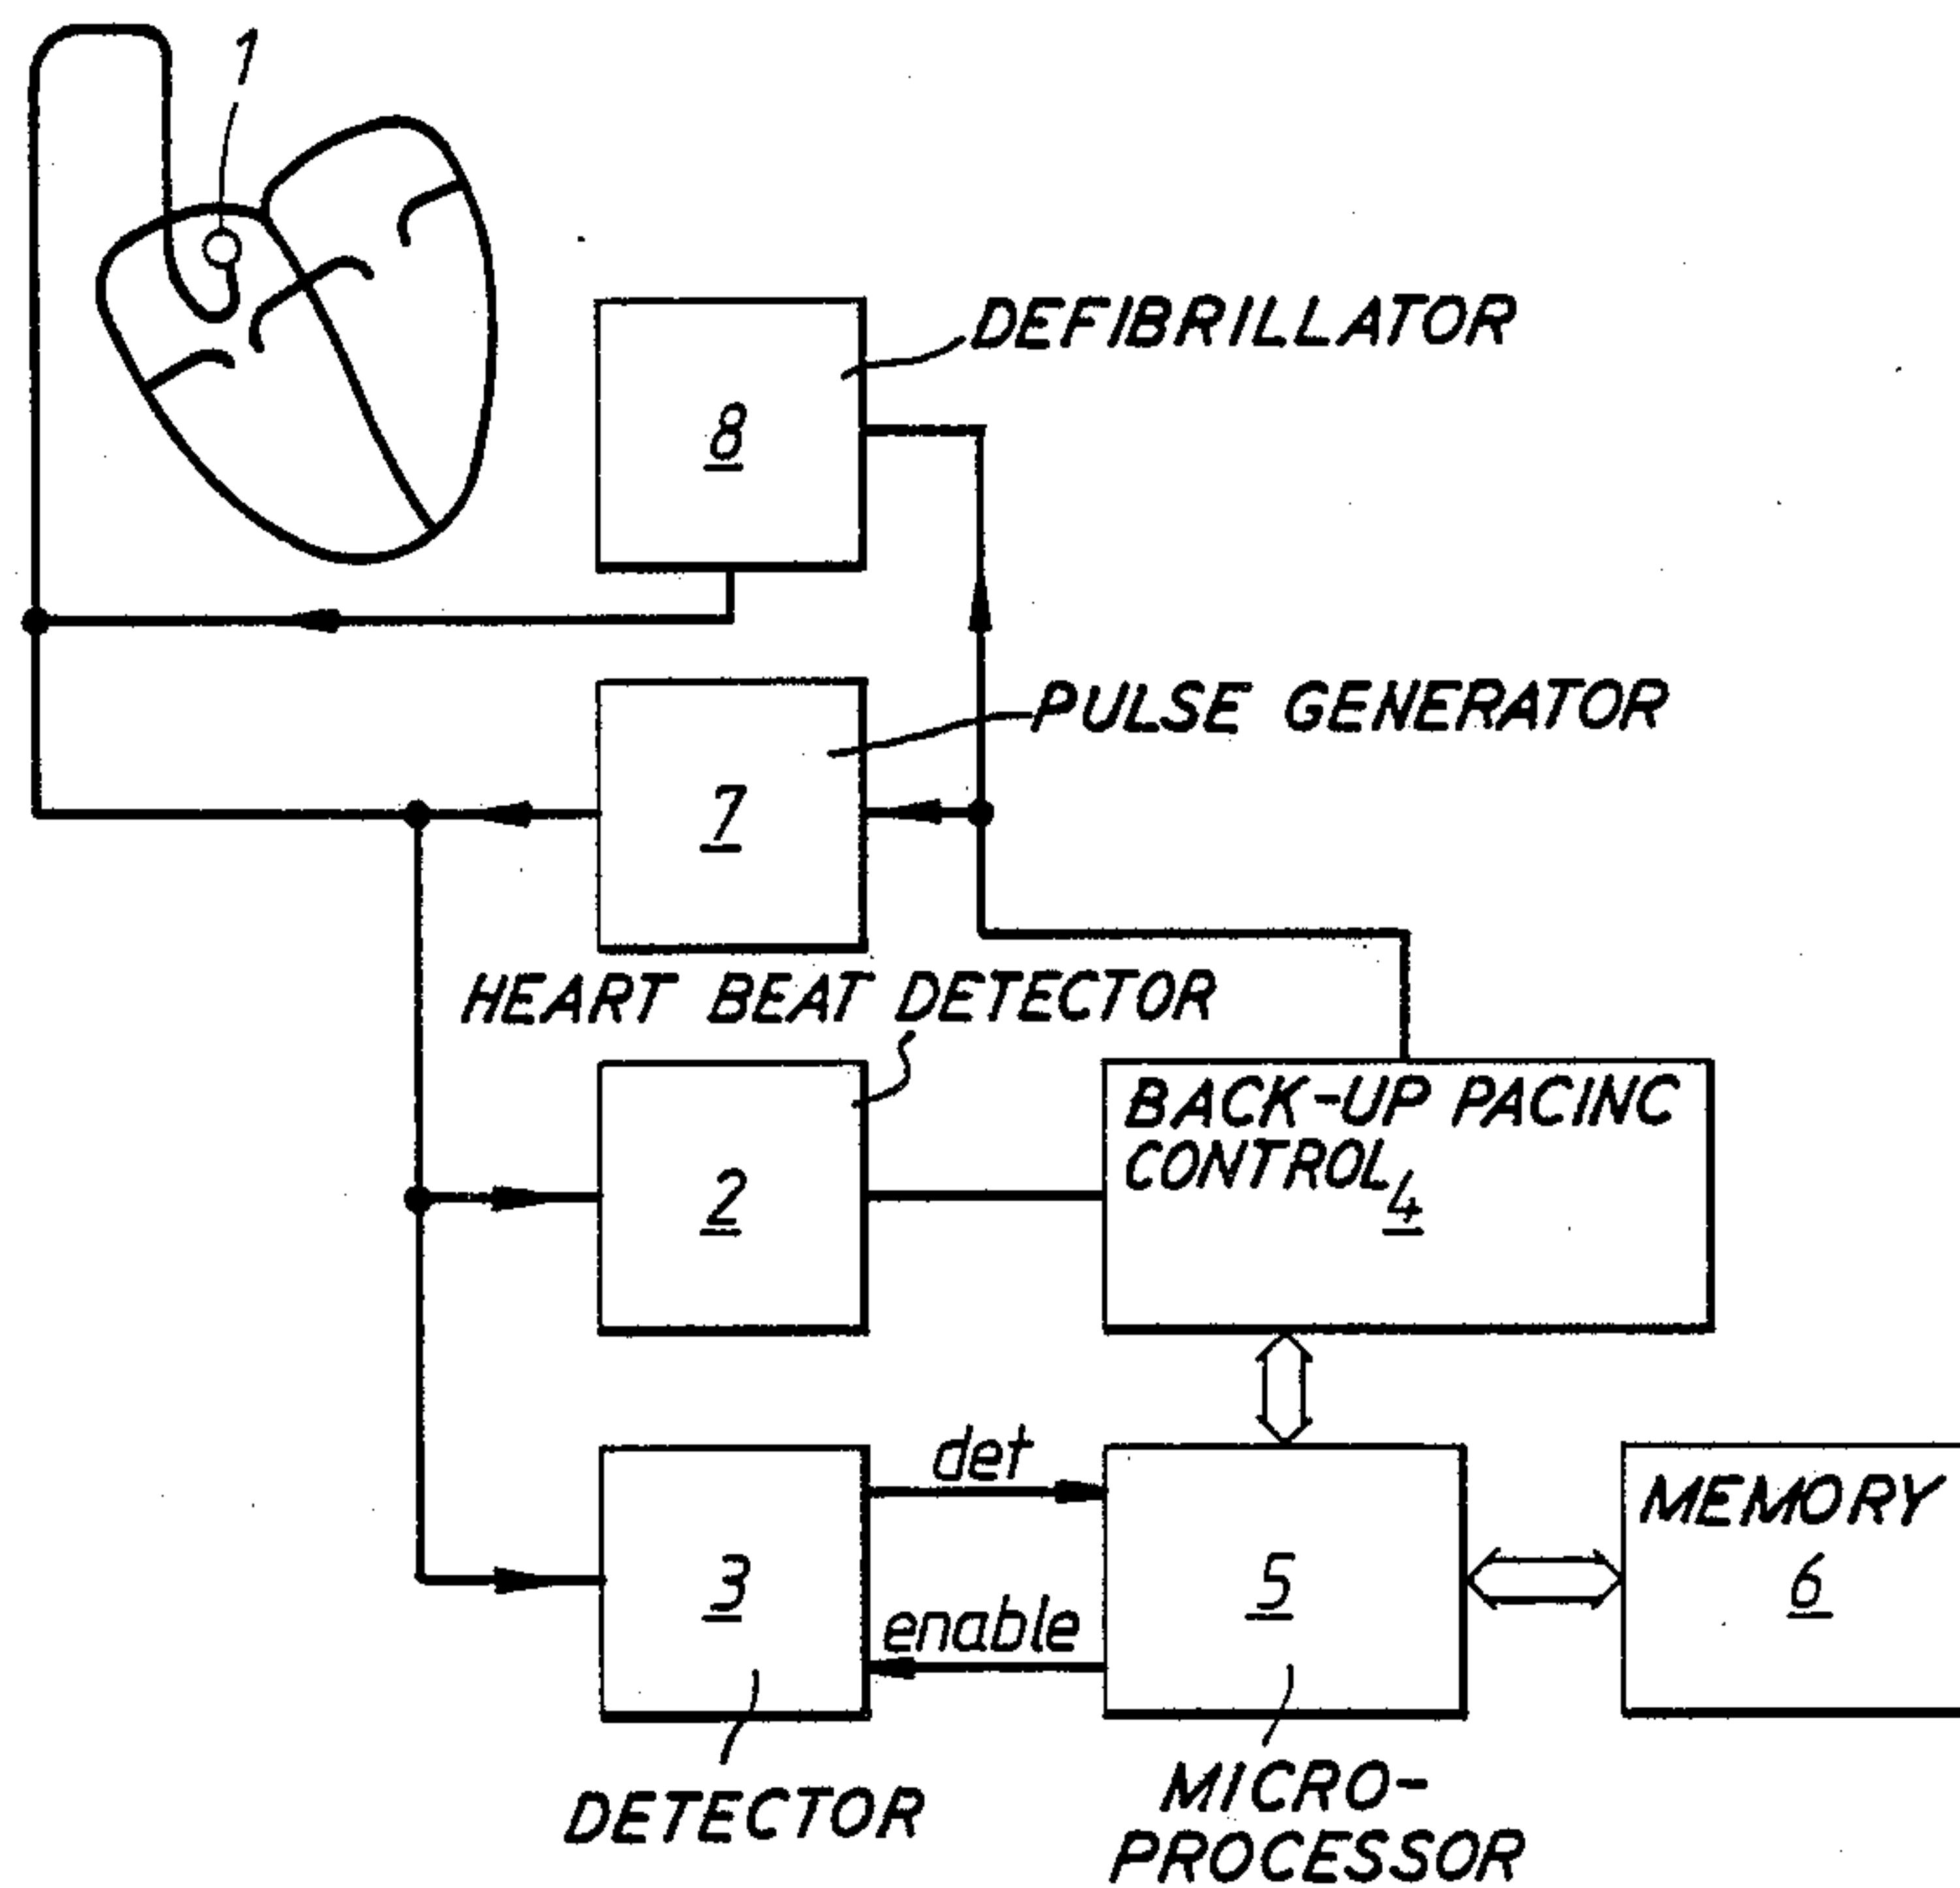 1
DEFIBRILLATOR
8
PULSE GENERATOR
7
HEART BEAT DETECTOR
BACK-UP PACINC
CONTROL
4
2
det
MEMORY
3
5
6
enable
DETECTOR
MICRO-
PROCESSOR